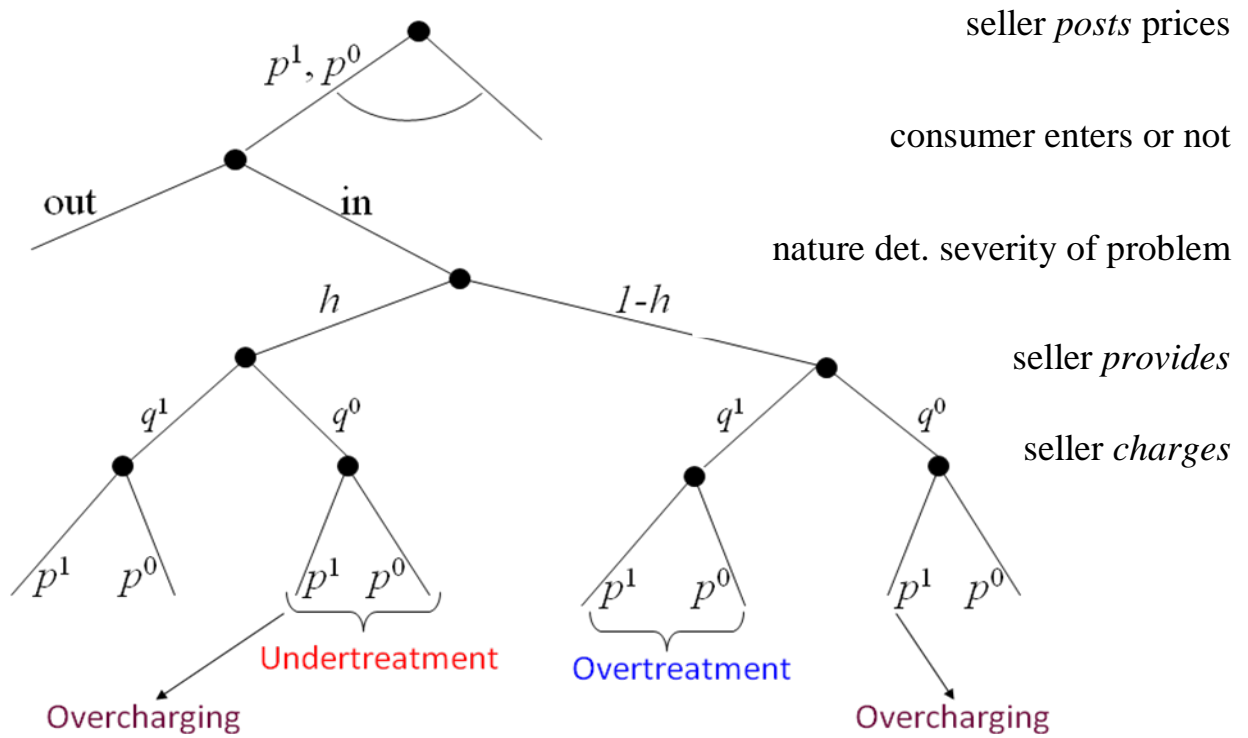 seller posts prices
p¹, p⁰
consumer enters or not
out in
nature det. severity of problem
h 1-h
seller provides
q¹ q⁰ q¹ q⁰
seller charges
p¹ p⁰ p¹ p⁰ p¹ p⁰ p¹ p⁰
Undertreatment Overtreatment
Overcharging Overcharging